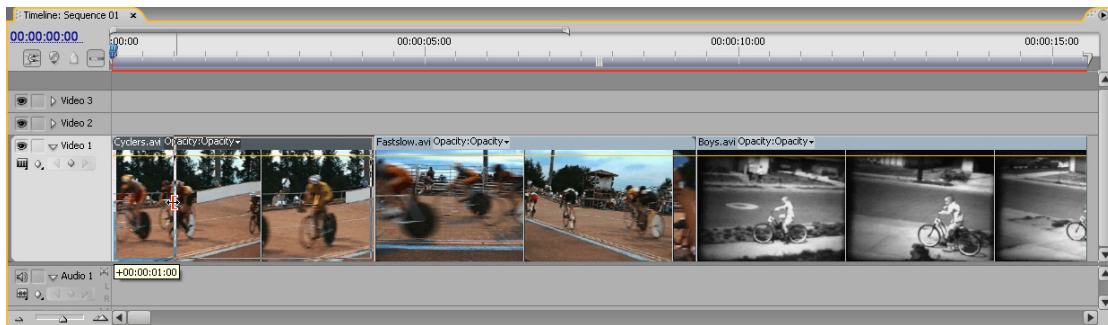 Timeline: Sequence 01 ×
00:00:00:00
:00:00 00:00:05:00 00:00:10:00 00:00:15:00
Video 3
Video 2
Video 1
Cyclers.avi Opacity:Opacity
Fastslow.avi Opacity:Opacity
Boys.avi Opacity:Opacity
Audio 1
L
R
+00:00:01:00